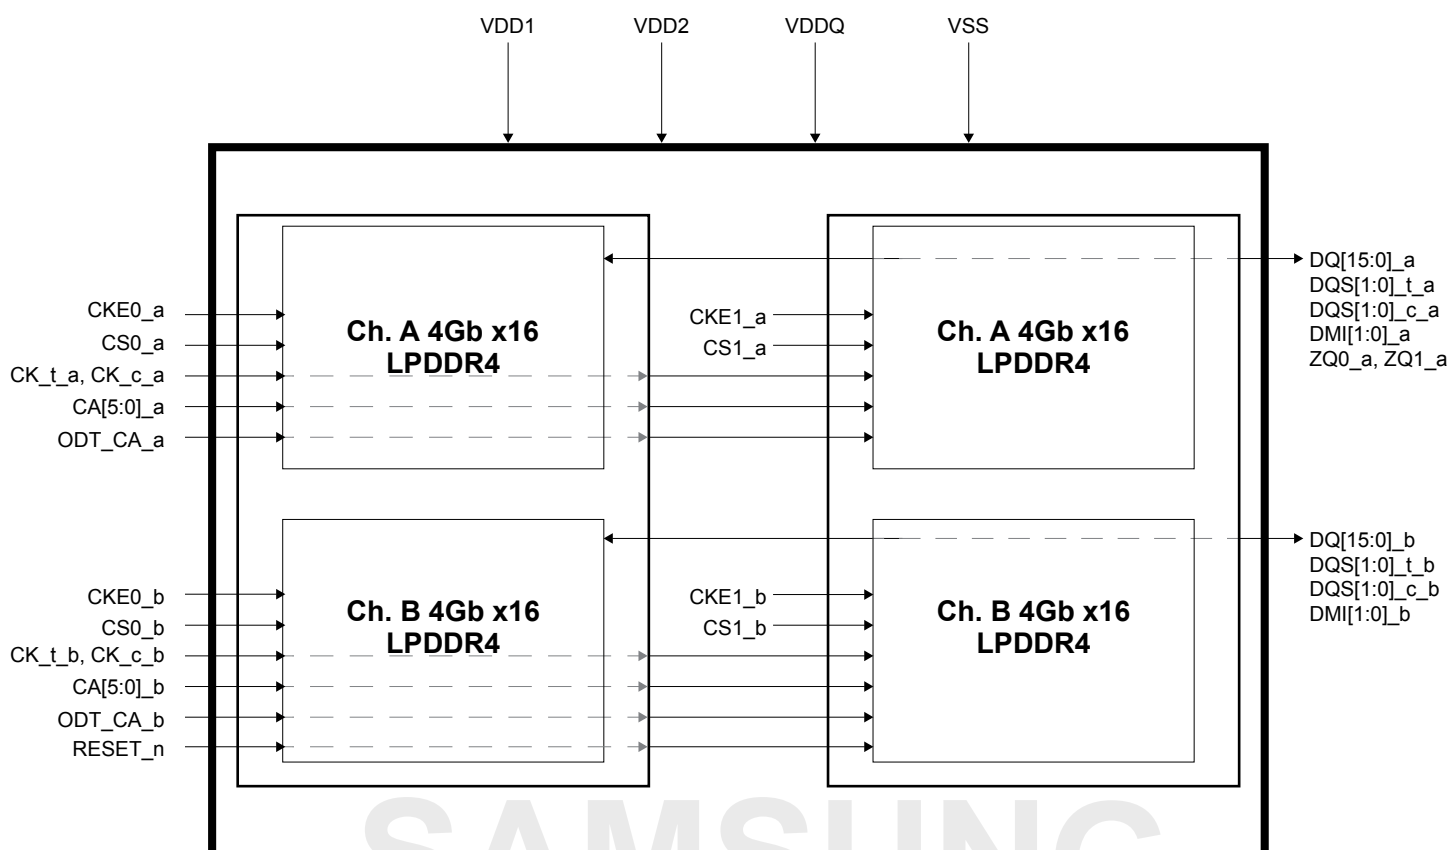 VDD1 VDD2 VDDQ VSS
CKE0_a
CS0_a
CK_t_a, CK_c_a
CA[5:0]_a
ODT_CA_a
Ch. A 4Gb x16
LPDDR4
CKE1_a
CS1_a
Ch. A 4Gb x16
LPDDR4
DQ[15:0]_a
DQS[1:0]_t_a
DQS[1:0]_c_a
DMI[1:0]_a
ZQ0_a, ZQ1_a
CKE0_b
CS0_b
CK_t_b, CK_c_b
CA[5:0]_b
ODT_CA_b
RESET_n
Ch. B 4Gb x16
LPDDR4
CKE1_b
CS1_b
Ch. B 4Gb x16
LPDDR4
DQ[15:0]_b
DQS[1:0]_t_b
DQS[1:0]_c_b
DMI[1:0]_b
SAMSUNG